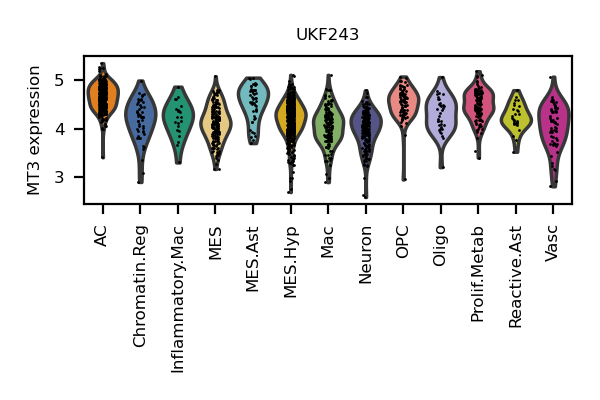 UKF243
MT3 expression
5
4
3
AC
Chromatin.Reg
Inflammatory.Mac
MES
MES.Ast
MES.Hyp
Mac
Neuron
OPC
Oligo
Prolif.Metab
Reactive.Ast
Vasc